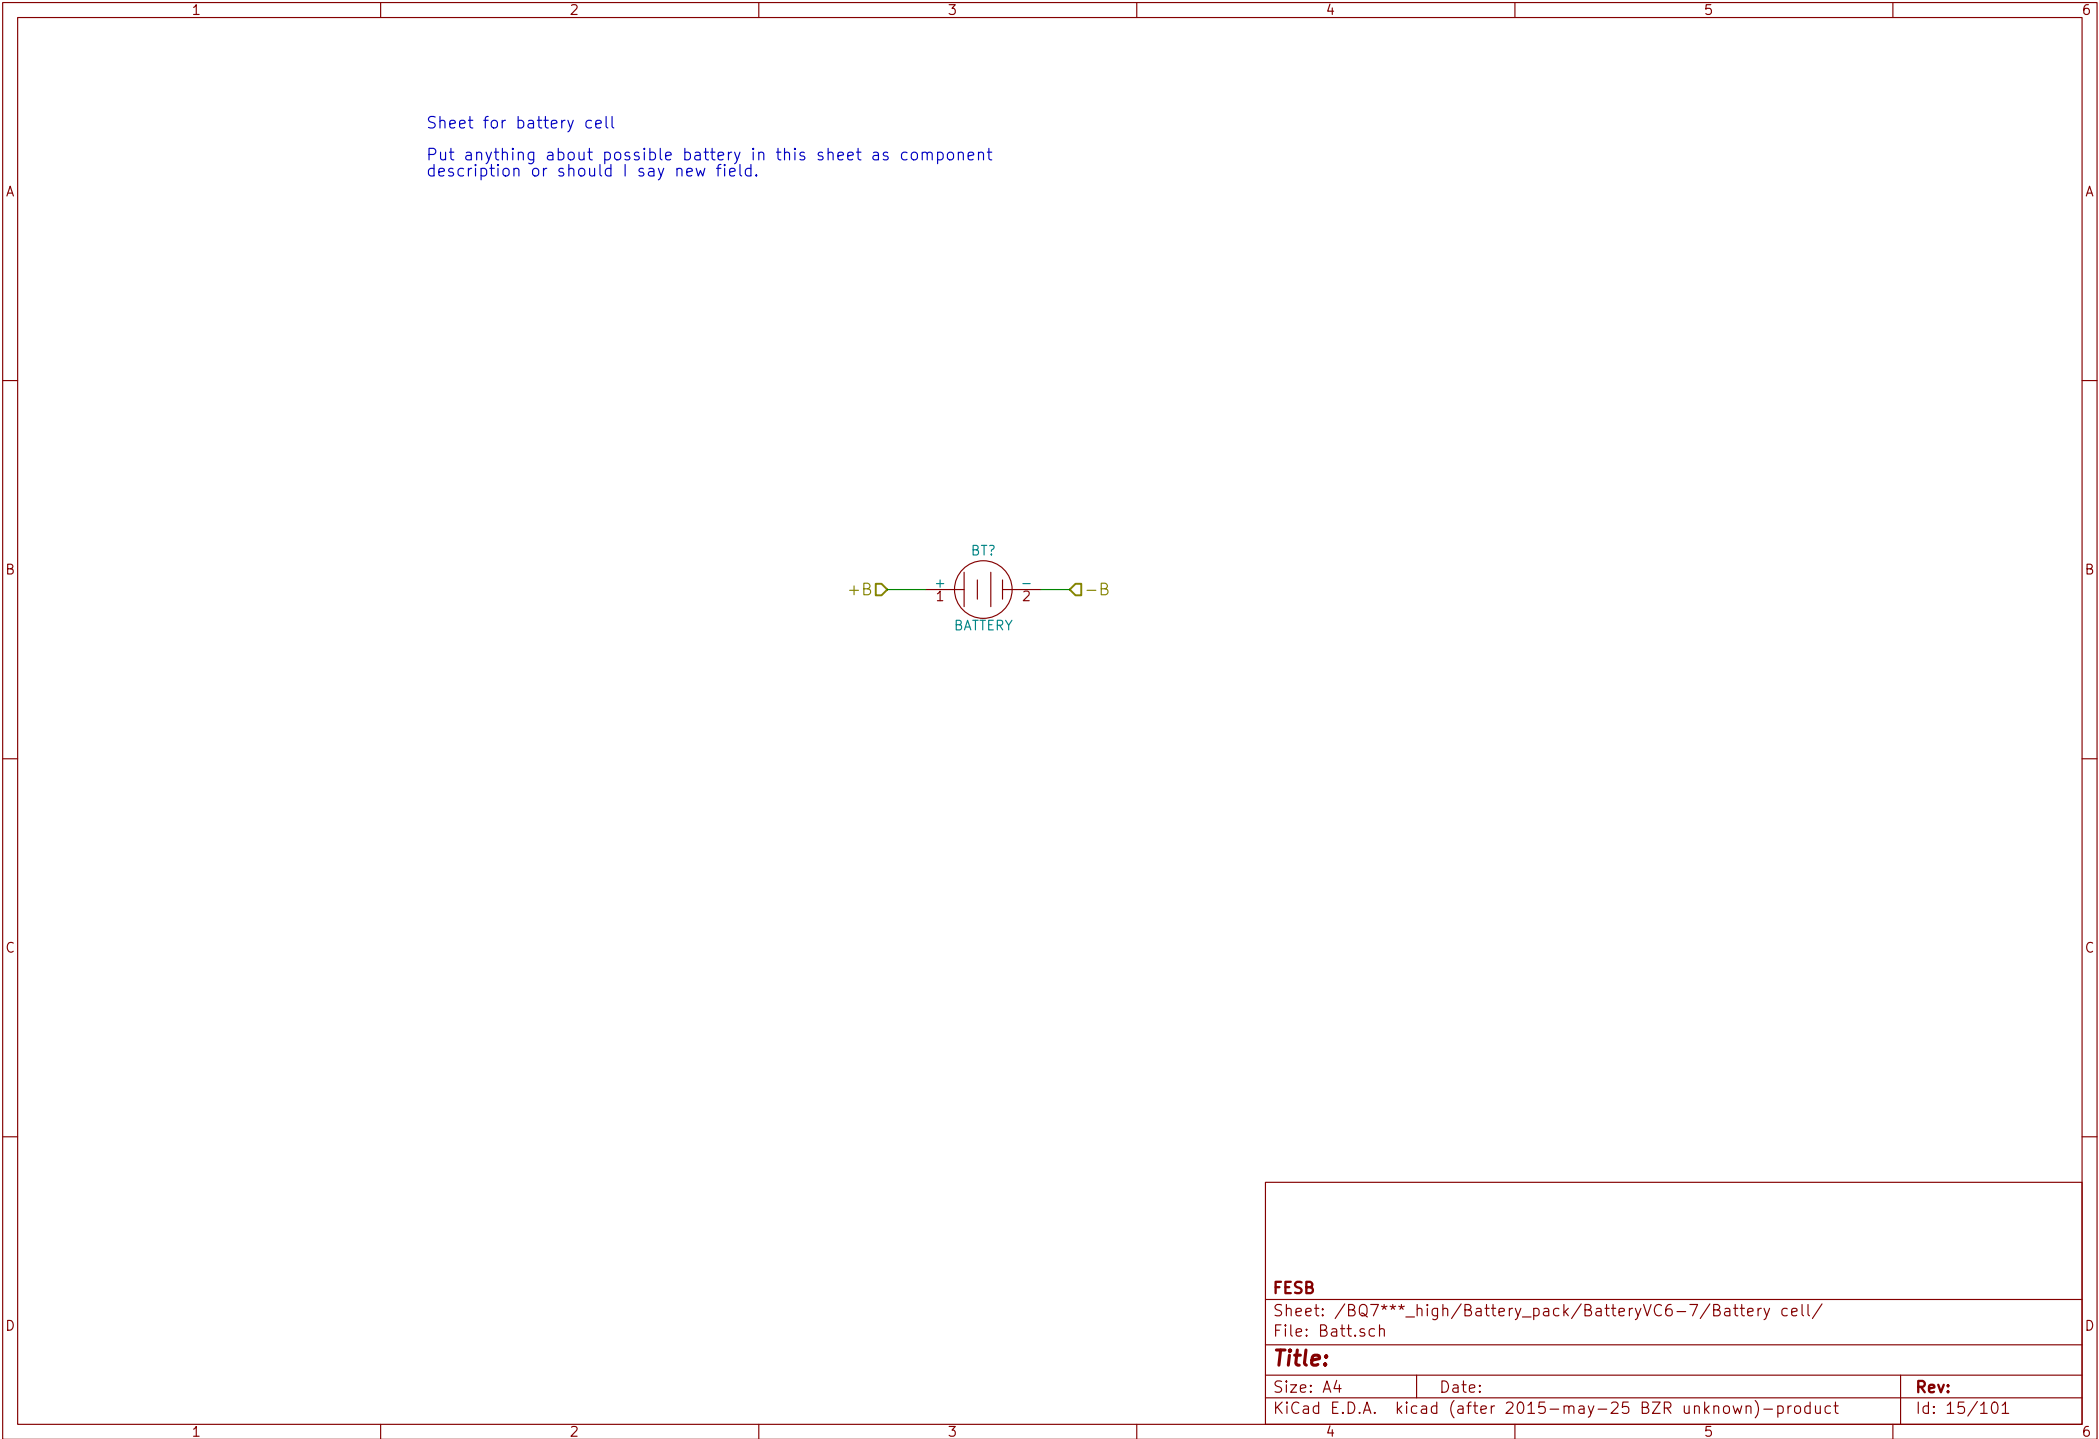 1 2 3 4 5 6
Sheet for battery cell
Put anything about possible battery in this sheet as component
description or should I say new field.
A A
BT?
B B
+B + - -B
1 2
BATTERY
C C
FESB
Sheet: /BQ7***_high/Battery_pack/BatteryVC6-7/Battery cell/
File: Batt.sch
D D
Title:
Size: A4 Date: Rev:
KiCad E.D.A. kicad (after 2015-may-25 BZR unknown)-product Id: 15/101
1 2 3 4 5 6